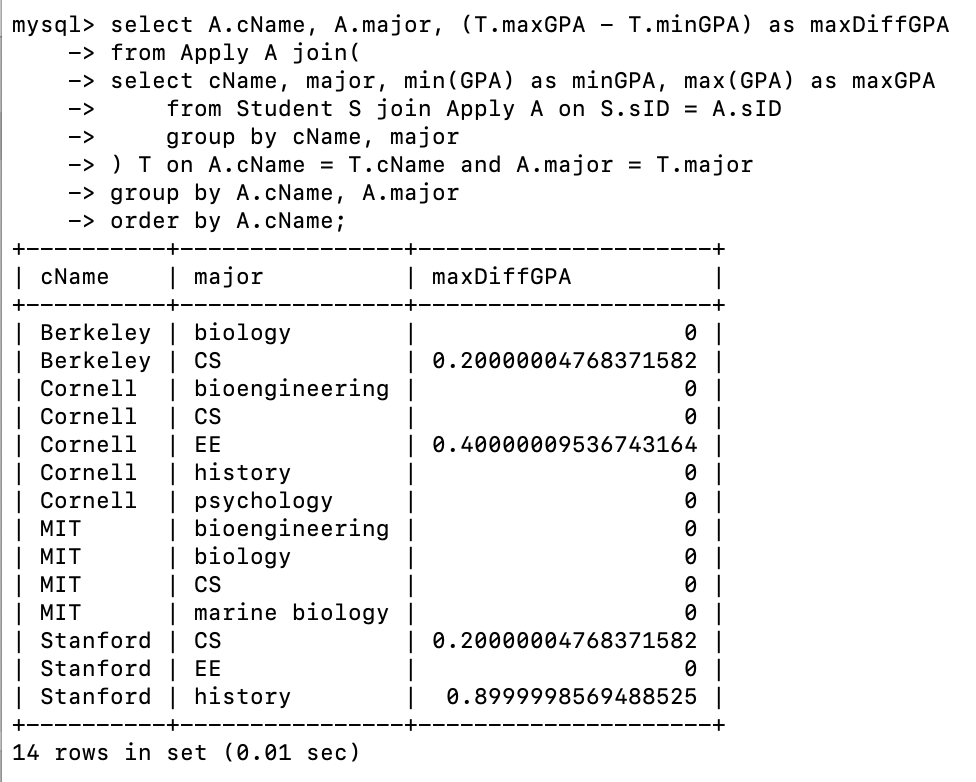 mysql> select A.cName, A.major, (T.maxGPA – T.minGPA) as maxDiffGPA
    -> from Apply A join(
    -> select cName, major, min(GPA) as minGPA, max(GPA) as maxGPA
    ->     from Student S join Apply A on S.sID = A.sID
    ->     group by cName, major
    -> ) T on A.cName = T.cName and A.major = T.major
    -> group by A.cName, A.major
    -> order by A.cName;
+----------+----------------+---------------------+
| cName    | major          | maxDiffGPA          |
+----------+----------------+---------------------+
| Berkeley | biology        |                   0 |
| Berkeley | CS             | 0.20000004768371582 |
| Cornell  | bioengineering |                   0 |
| Cornell  | CS             |                   0 |
| Cornell  | EE             | 0.40000009536743164 |
| Cornell  | history        |                   0 |
| Cornell  | psychology     |                   0 |
| MIT      | bioengineering |                   0 |
| MIT      | biology        |                   0 |
| MIT      | CS             |                   0 |
| MIT      | marine biology |                   0 |
| Stanford | CS             | 0.20000004768371582 |
| Stanford | EE             |                   0 |
| Stanford | history        |  0.8999998569488525 |
+----------+----------------+---------------------+
14 rows in set (0.01 sec)